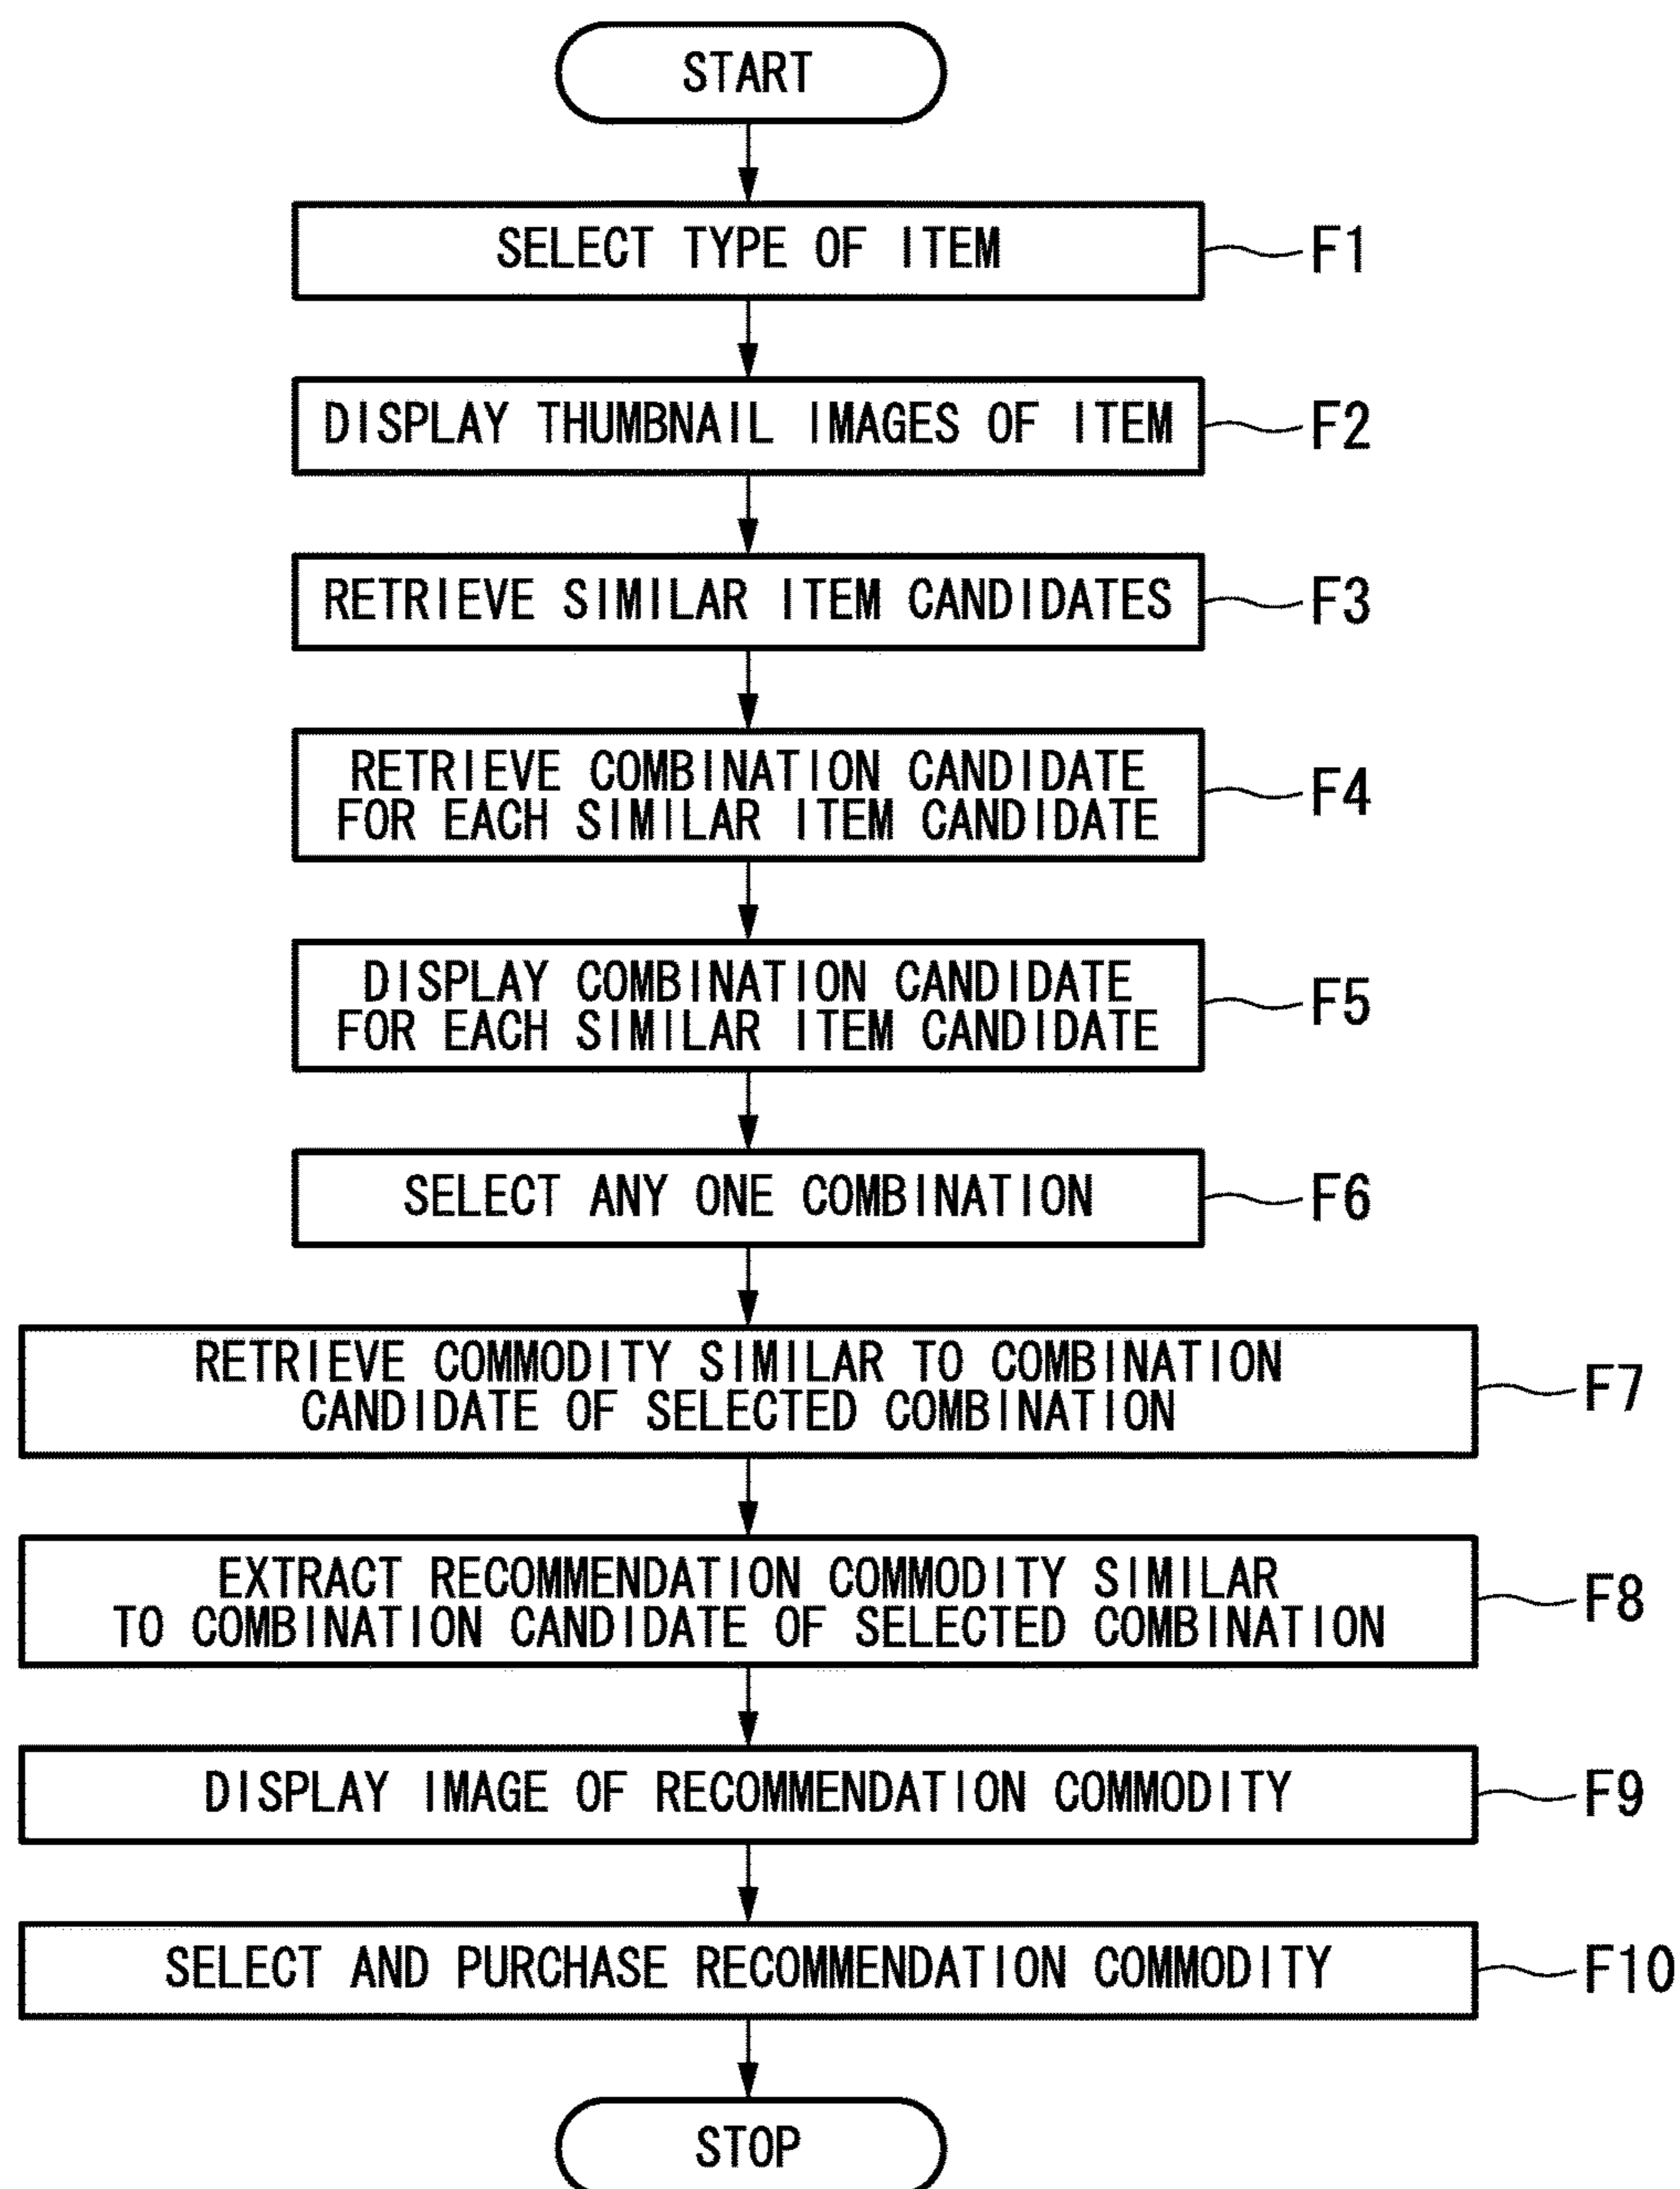 START
SELECT TYPE OF ITEM
F1
DISPLAY THUMBNAIL IMAGES OF ITEM
F2
RETRIEVE SIMILAR ITEM CANDIDATES
F3
RETRIEVE COMBINATION CANDIDATE
FOR EACH SIMILAR ITEM CANDIDATE
F4
DISPLAY COMBINATION CANDIDATE
FOR EACH SIMILAR ITEM CANDIDATE
F5
SELECT ANY ONE COMBINATION
F6
RETRIEVE COMMODITY SIMILAR TO COMBINATION
CANDIDATE OF SELECTED COMBINATION
F7
EXTRACT RECOMMENDATION COMMODITY SIMILAR
TO COMBINATION CANDIDATE OF SELECTED COMBINATION
F8
DISPLAY IMAGE OF RECOMMENDATION COMMODITY
F9
SELECT AND PURCHASE RECOMMENDATION COMMODITY
F10
STOP